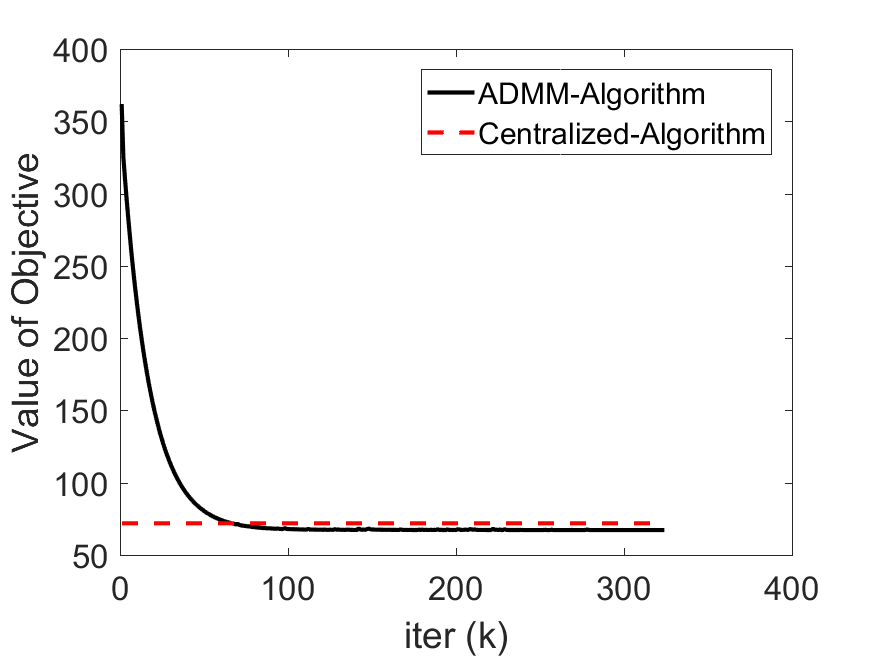 400
350
300
250
200
150
100
50
Value of Objective
ADMM-Algorithm
Centralized-Algorithm
0 100 200 300 400
iter (k)